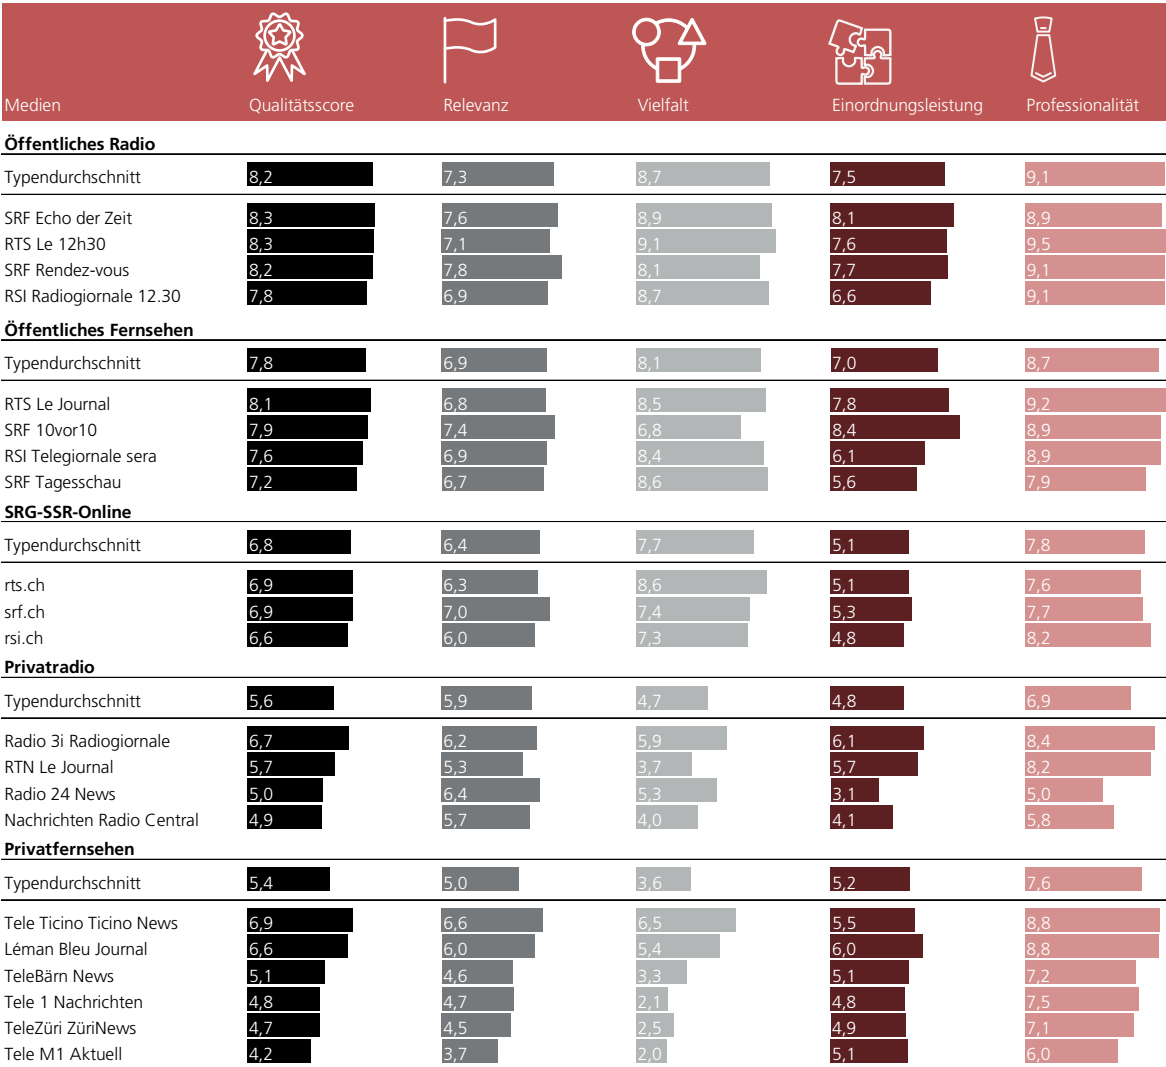 Medien Qualitätsscore Relevanz Vielfalt Einordnungsleistung Professionalität
Öffentliches Radio
Typendurchschnitt 8,2 7,3 8,7 7,5 9,1
SRF Echo der Zeit 8,3 7,6 8,9 8,1 8,9
RTS Le 12h30 8,3 7,1 9,1 7,6 9,5
SRF Rendez-vous 8,2 7,8 8,1 7,7 9,1
RSI Radiogiornale 12.30 7,8 6,9 8,7 6,6 9,1
Öffentliches Fernsehen
Typendurchschnitt 7,8 6,9 8,1 7,0 8,7
RTS Le Journal 8,1 6,8 8,5 7,8 9,2
SRF 10vor10 7,9 7,4 6,8 8,4 8,9
RSI Telegiornale sera 7,6 6,9 8,4 6,1 8,9
SRF Tagesschau 7,2 6,7 8,6 5,6 7,9
SRG-SSR-Online
Typendurchschnitt 6,8 6,4 7,7 5,1 7,8
rts.ch 6,9 6,3 8,6 5,1 7,6
srf.ch 6,9 7,0 7,4 5,3 7,7
rsi.ch 6,6 6,0 7,3 4,8 8,2
Privatradio
Typendurchschnitt 5,6 5,9 4,7 4,8 6,9
Radio 3i Radiogiornale 6,7 6,2 5,9 6,1 8,4
RTN Le Journal 5,7 5,3 3,7 5,7 8,2
Radio 24 News 5,0 6,4 5,3 3,1 5,0
Nachrichten Radio Central 4,9 5,7 4,0 4,1 5,8
Privatfernsehen
Typendurchschnitt 5,4 5,0 3,6 5,2 7,6
Tele Ticino Ticino News 6,9 6,6 6,5 5,5 8,8
Léman Bleu Journal 6,6 6,0 5,4 6,0 8,8
TeleBärn News 5,1 4,6 3,3 5,1 7,2
Tele 1 Nachrichten 4,8 4,7 2,1 4,8 7,5
TeleZüri ZüriNews 4,7 4,5 2,5 4,9 7,1
Tele M1 Aktuell 4,2 3,7 2,0 5,1 6,0